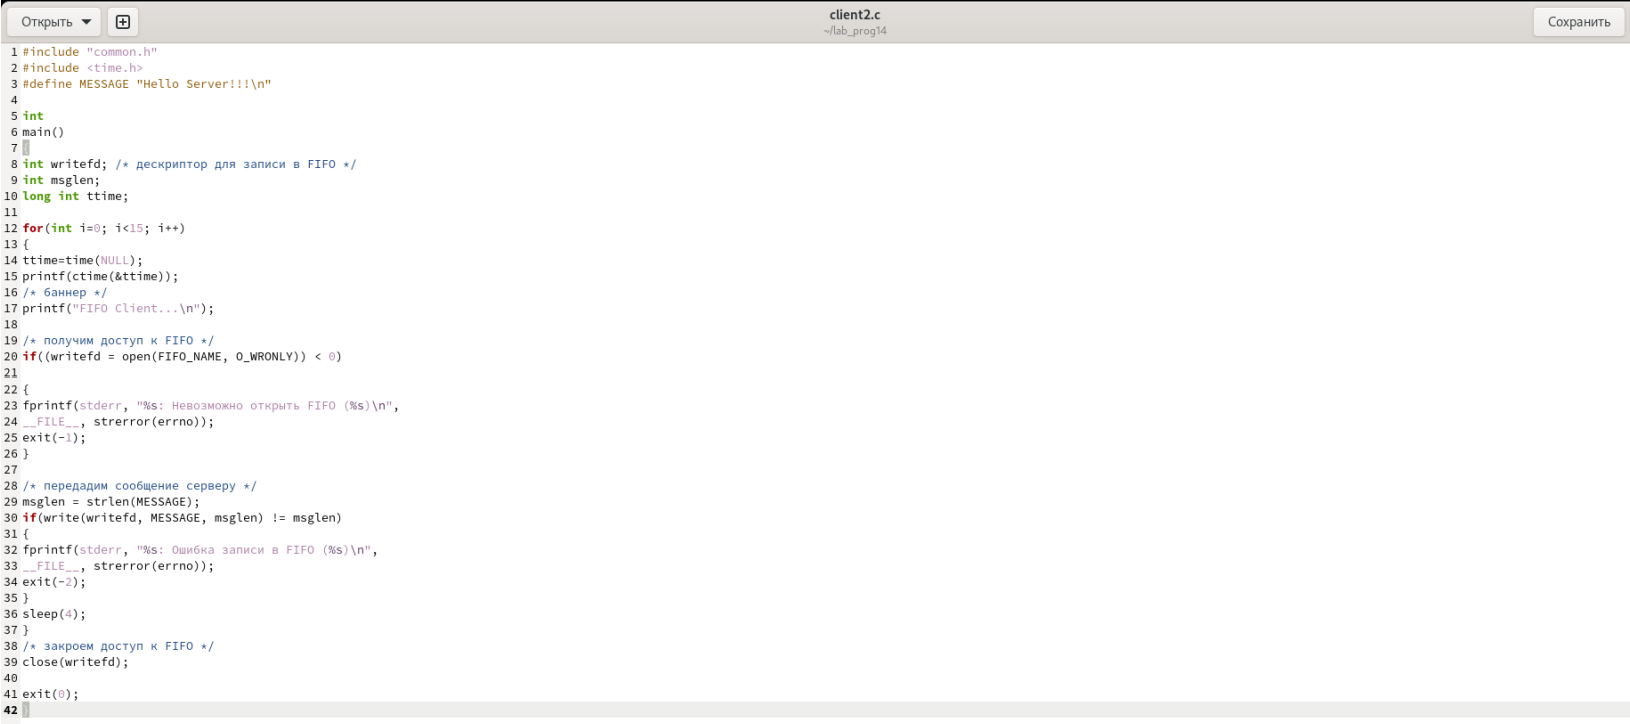 Открыть
client2.c
~/lab_prog14
Сохранить
1 #include "common.h"
2 #include <time.h>
3 #define MESSAGE "Hello Server!!!\n"
4
5 int
6 main()
7 {
8 int writefd; /* дескриптор для записи в FIFO */
9 int msglen;
10 long int ttime;
11
12 for(int i=0; i<15; i++)
13 {
14 ttime=time(NULL);
15 printf(ctime(&ttime));
16 /* баннер */
17 printf("FIFO Client...\n");
18
19 /* получим доступ к FIFO */
20 if((writefd = open(FIFO_NAME, O_WRONLY)) < 0)
21
22 {
23 fprintf(stderr, "%s: Невозможно открыть FIFO (%s)\n",
24 __FILE__, strerror(errno));
25 exit(-1);
26 }
27
28 /* передадим сообщение серверу */
29 msglen = strlen(MESSAGE);
30 if(write(writefd, MESSAGE, msglen) != msglen)
31 {
32 fprintf(stderr, "%s: Ошибка записи в FIFO (%s)\n",
33 __FILE__, strerror(errno));
34 exit(-2);
35 }
36 sleep(4);
37 }
38 /* закроем доступ к FIFO */
39 close(writefd);
40
41 exit(0);
42 }